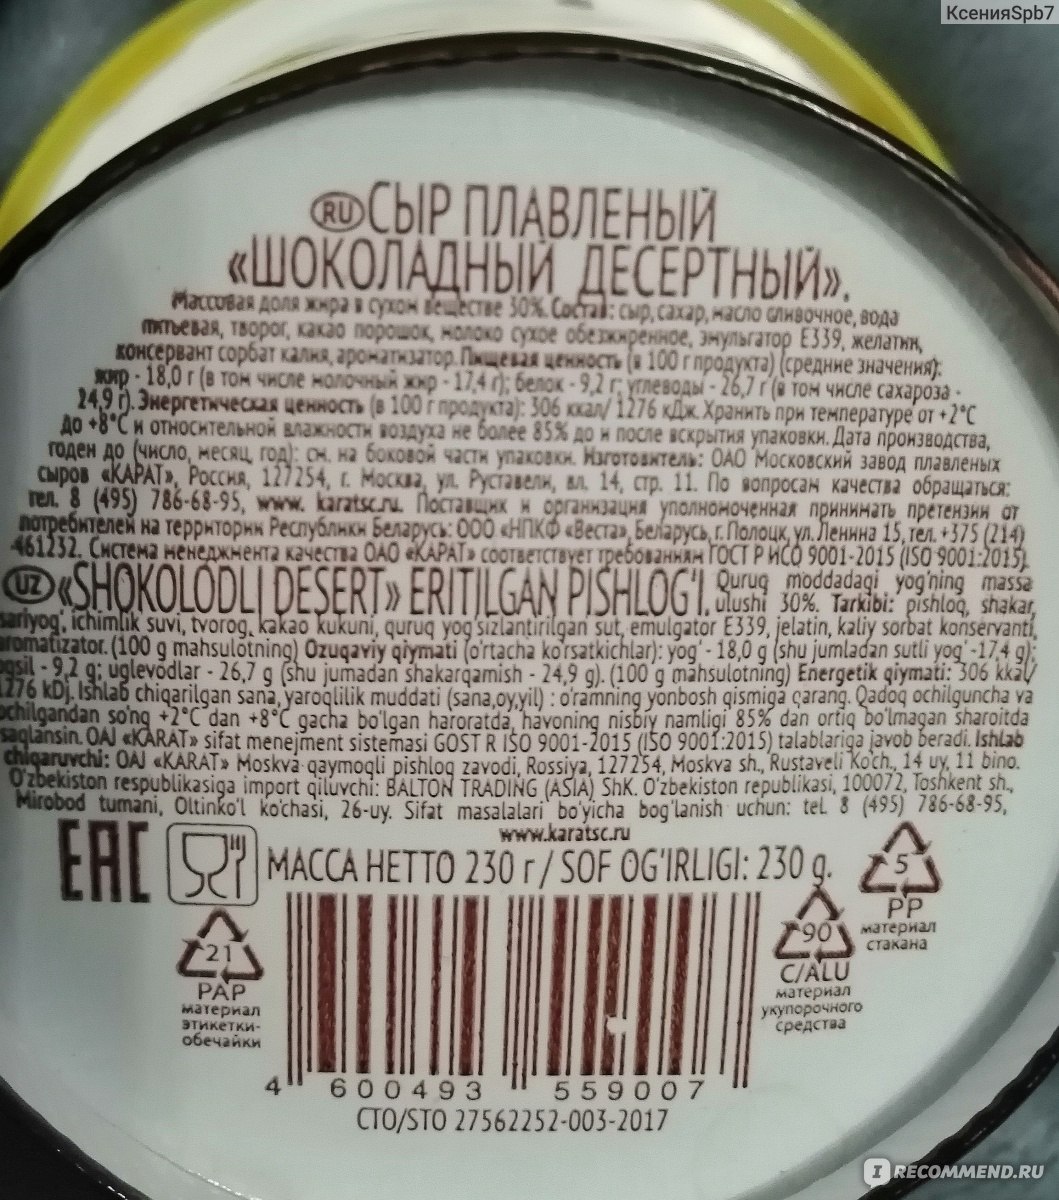 КсенияSpb7
RU СЫР ПЛАВЛЕНЫЙ
«ШОКОЛАДНЫЙ ДЕСЕРТНЫЙ».
Массовая доля жира в сухом веществе 30%. Состав: сыр, сахар, масло сливочное, вода
питьевая, творог, какао порошок, молоко сухое обезжиренное, эмульгатор Е339, желатин,
консервант сорбат калия, ароматизатор. Пищевая ценность (в 100 г продукта) (средние значения):
жир - 18,0 г (в том числе молочный жир - 17,4 г); белок - 9,2 г; углеводы - 26,7 г (в том числе сахароза -
24,9 г). Энергетическая ценность (в 100 г продукта): 306 ккал/ 1276 кДж. Хранить при температуре от +2°С
до +8°С и относительной влажности воздуха не более 85% до и после вскрытия упаковки. Дата производства,
годен до (число, месяц, год): см. на боковой части упаковки. Изготовитель: ОАО Московский завод плавленых
сыров «КАРАТ», Россия, 127254, г. Москва, ул. Руставели, вл. 14, стр. 11. По вопросам качества обращаться:
тел. 8 (495) 786-68-95, www. karatsc.ru. Поставщик и организация уполномоченная принимать претензии от
потребителей на территории Республики Беларусь: ООО «НПКФ «Веста», Беларусь, г. Полоцк, ул. Ленина 15, тел. +375 (214)
461232. Система менеджмента качества ОАО «КАРАТ» соответствует требованиям ГОСТ Р ИСО 9001-2015 (ISO 9001:2015).
UZ «SHOKOLODLI DESERT» ERITILGAN PISHLOG'I. Quruq moddadagi yog'ning massa
ulushi 30%. Tarkibi: pishloq, shakar,
sariyog', ichimlik suvi, tvorog, kakao kukuni, quruq yog'sizlantirilgan sut, emulgator E339, jelatin, kaliy sorbat konservanti,
aromatizator. (100 g mahsulotning) Ozuqaviy qiymati (o'rtacha ko'rsatkichlar): yog' - 18,0 g (shu jumladan sutli yog' -17,4 g);
oqsil - 9,2 g; uglevodlar - 26,7 g (shu jumadan shakarqamish - 24,9 g). (100 g mahsulotning) Energetik qiymati: 306 kkal/
1276 kDj. Ishlab chiqarilgan sana, yaroqlilik muddati (sana,oy,yil) : o'ramning yonbosh qismiga qarang. Qadoq ochilguncha va
ochilgandan so'ng +2°C dan +8°C gacha bo'lgan haroratda, havoning nisbiy namligi 85% dan ortiq bo'lmagan sharoitda
saqlansin. OAJ «KARAT» sifat menejment sistemasi GOST R ISO 9001-2015 (ISO 9001:2015) talablariga javob beradi. Ishlab
chiqaruvchi: OAJ «KARAT» Moskva qaymoqli pishloq zavodi, Rossiya, 127254, Moskva sh., Rustaveli Ko'ch., 14 uy, 11 bino.
O'zbekiston respublikasiga import qiluvchi: BALTON TRADING (ASIA) ShK. O'zbekiston republikasi, 100072, Toshkent sh.,
Mirobod tumani, Oltinko'l ko'chasi, 26-uy. Sifat masalalari bo'yicha bog'lanish uchun: tel. 8 (495) 786-68-95,
www.karatsc.ru
EAC МАССА НЕТТО 230 г / SOF OG'IRLIGI: 230 g.
5
PP
материал
стакана
21
PAP
материал
этикетки-
обечайки
90
C/ALU
материал
укупорочного
средства
4 600493 559007
СТО/STO 27562252-003-2017
IRECOMMEND.RU